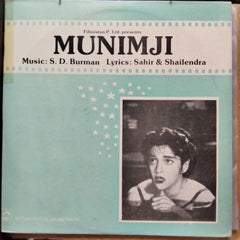 Filmistan P. Ltd. presents
MUNIMJI
Music: S. D. Burman Lyrics: Sahir & Shailendra